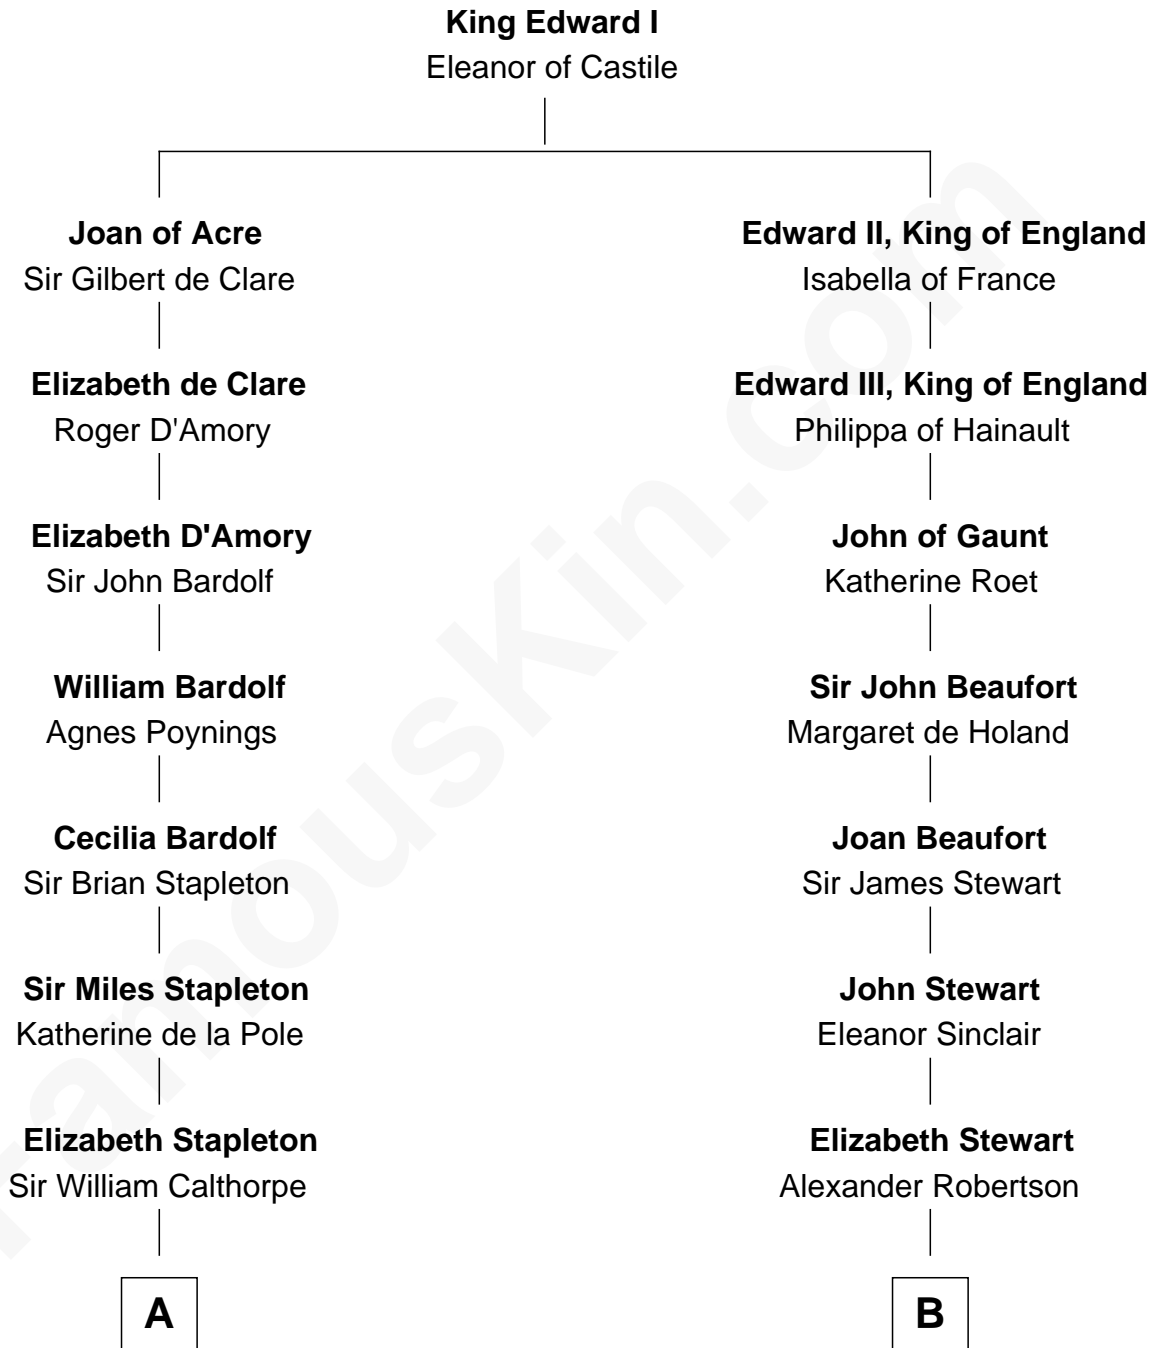 King Edward I
Eleanor of Castile
Joan of Acre
Sir Gilbert de Clare
Elizabeth de Clare
Roger D'Amory
Elizabeth D'Amory
Sir John Bardolf
William Bardolf
Agnes Poynings
Cecilia Bardolf
Sir Brian Stapleton
Sir Miles Stapleton
Katherine de la Pole
Elizabeth Stapleton
Sir William Calthorpe
A
Edward II, King of England
Isabella of France
Edward III, King of England
Philippa of Hainault
John of Gaunt
Katherine Roet
Sir John Beaufort
Margaret de Holand
Joan Beaufort
Sir James Stewart
John Stewart
Eleanor Sinclair
Elizabeth Stewart
Alexander Robertson
B
FamousKin.com